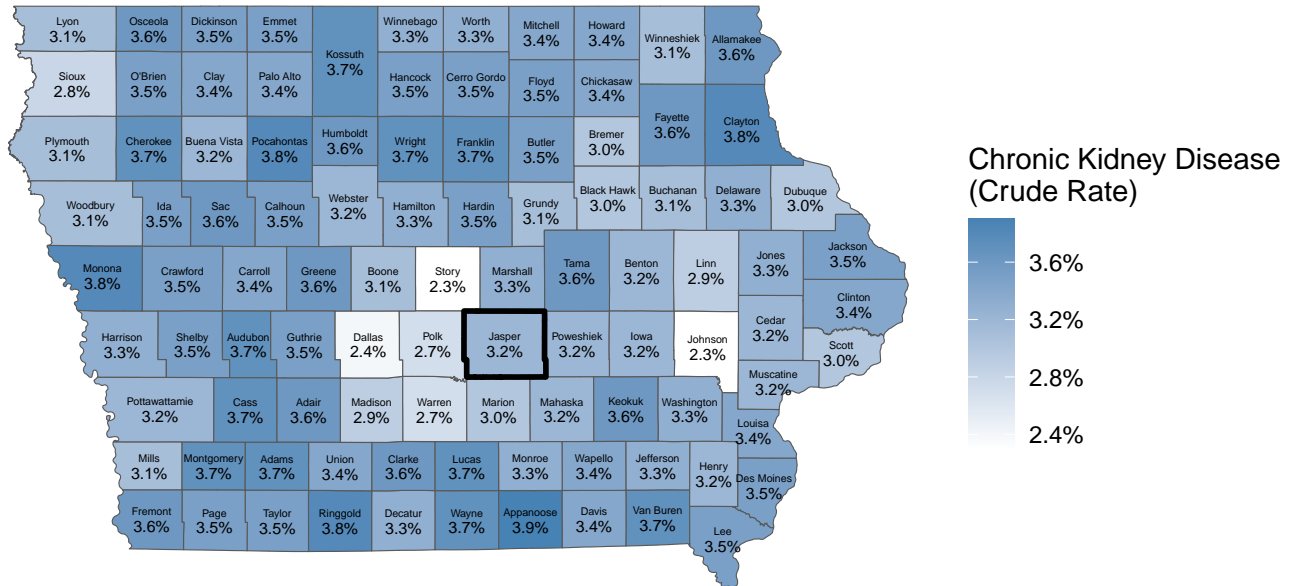 Lyon
3.1%
Osceola
3.6%
Dickinson
3.5%
Emmet
3.5%
Kossuth
3.7%
Winnebago
3.3%
Worth
3.3%
Mitchell
3.4%
Howard
3.4%
Winneshiek
3.1%
Allamakee
3.6%
Sioux
2.8%
O'Brien
3.5%
Clay
3.4%
Palo Alto
3.4%
Hancock
3.5%
Cerro Gordo
3.5%
Floyd
3.5%
Chickasaw
3.4%
Fayette
3.6%
Clayton
3.8%
Plymouth
3.1%
Cherokee
3.7%
Buena Vista
3.2%
Pocahontas
3.8%
Humboldt
3.6%
Wright
3.7%
Franklin
3.7%
Butler
3.5%
Bremer
3.0%
Woodbury
3.1%
Ida
3.5%
Sac
3.6%
Calhoun
3.5%
Webster
3.2%
Hamilton
3.3%
Hardin
3.5%
Grundy
3.1%
Black Hawk
3.0%
Buchanan
3.1%
Delaware
3.3%
Dubuque
3.0%
Monona
3.8%
Crawford
3.5%
Carroll
3.4%
Greene
3.6%
Boone
3.1%
Story
2.3%
Marshall
3.3%
Tama
3.6%
Benton
3.2%
Linn
2.9%
Jones
3.3%
Jackson
3.5%
Clinton
3.4%
Harrison
3.3%
Shelby
3.5%
Audubon
3.7%
Guthrie
3.5%
Dallas
2.4%
Polk
2.7%
Jasper
3.2%
Poweshiek
3.2%
Iowa
3.2%
Johnson
2.3%
Cedar
3.2%
Scott
3.0%
Muscatine
3.2%
Pottawattamie
3.2%
Cass
3.7%
Adair
3.6%
Madison
2.9%
Warren
2.7%
Marion
3.0%
Mahaska
3.2%
Keokuk
3.6%
Washington
3.3%
Louisa
3.4%
Mills
3.1%
Montgomery
3.7%
Adams
3.7%
Union
3.4%
Clarke
3.6%
Lucas
3.7%
Monroe
3.3%
Wapello
3.4%
Jefferson
3.3%
Henry
3.2%
Des Moines
3.5%
Fremont
3.6%
Page
3.5%
Taylor
3.5%
Ringgold
3.8%
Decatur
3.3%
Wayne
3.7%
Appanoose
3.9%
Davis
3.4%
Van Buren
3.7%
Lee
3.5%
Chronic Kidney Disease
(Crude Rate)
3.6%
3.2%
2.8%
2.4%